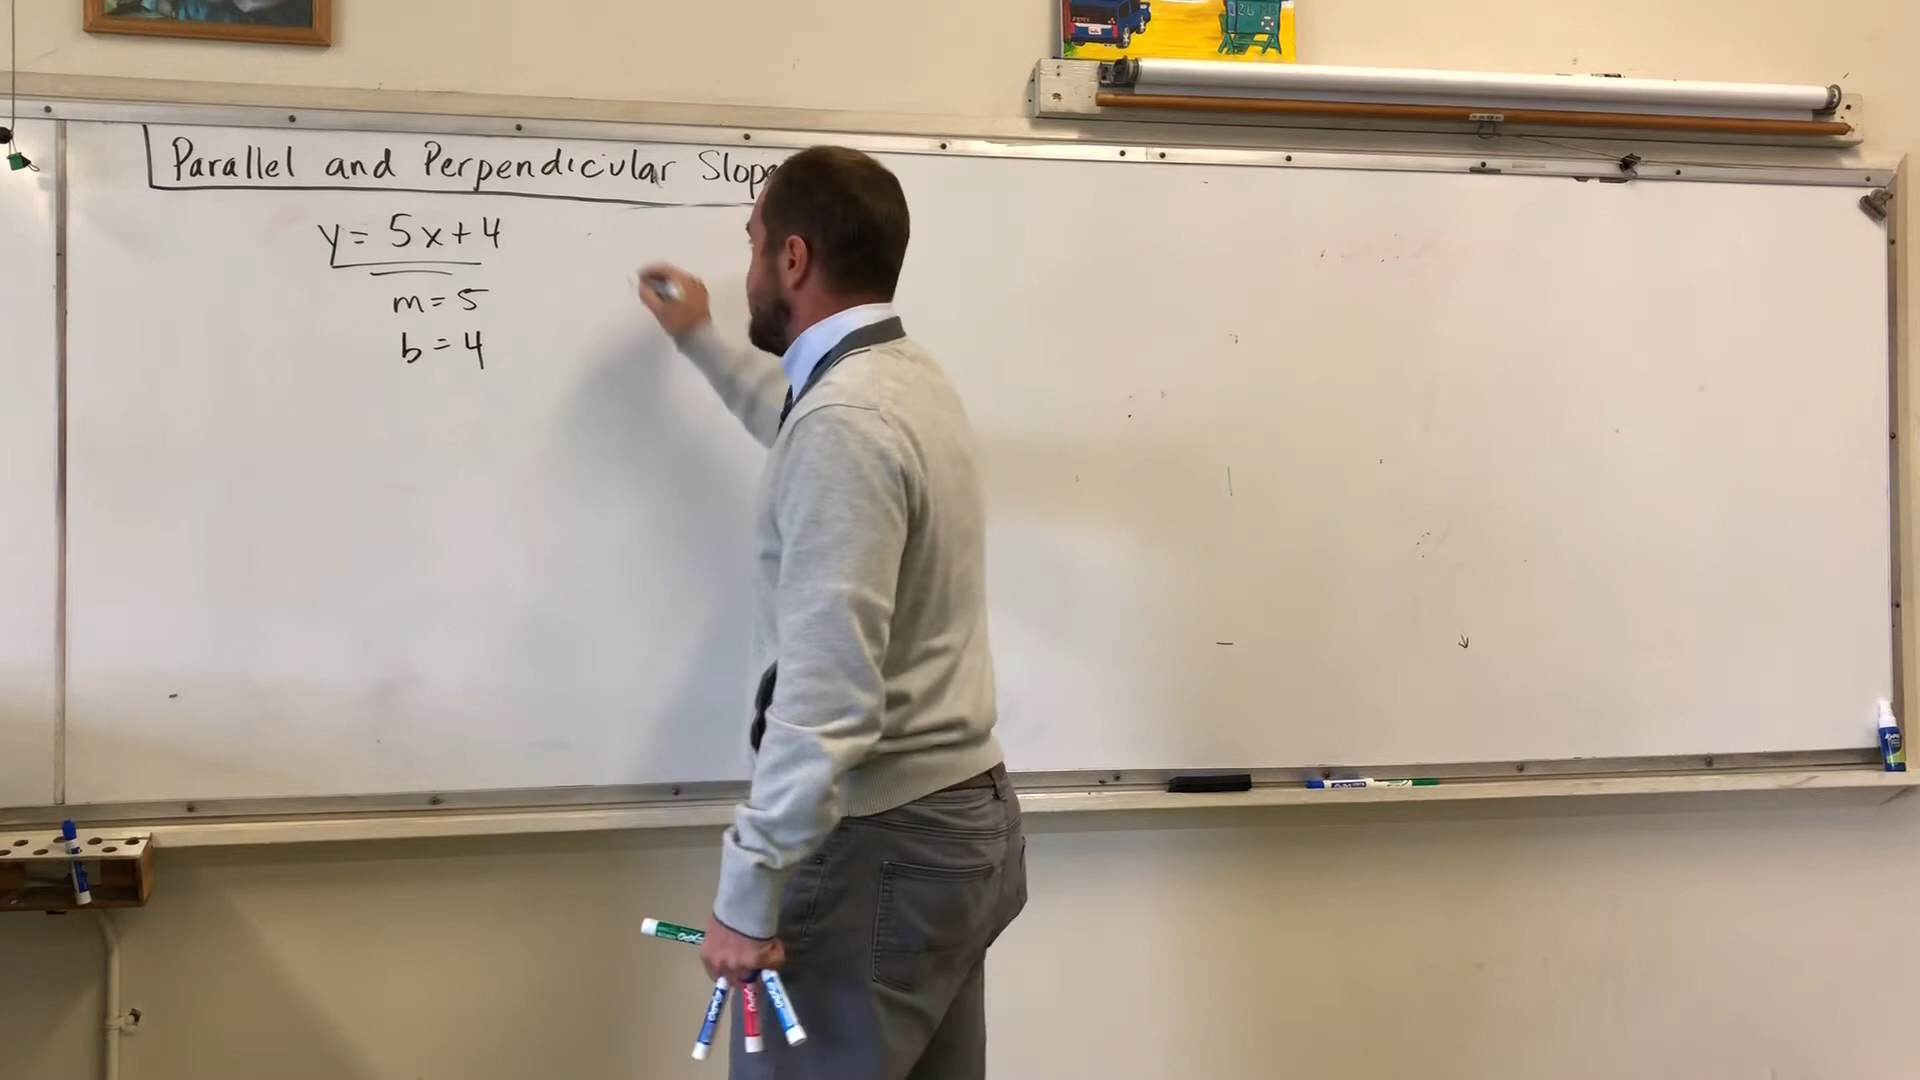 Parallel and Perpendicular Slope
y = 5x + 4
m = 5
b = 4